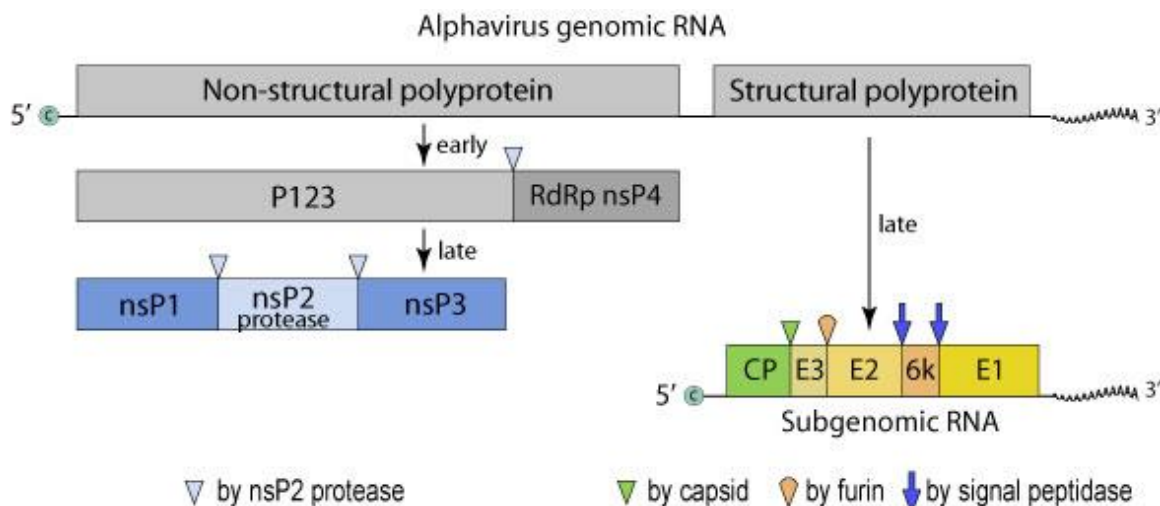 Alphavirus genomic RNA
Non-structural polyprotein
Structural polyprotein
5′ c
3′
early
P123
RdRp nsP4
late
late
nsP1
nsP2
protease
nsP3
CP
E3
E2
6k
E1
5′ c
3′
Subgenomic RNA
by nsP2 protease
by capsid
by furin
by signal peptidase